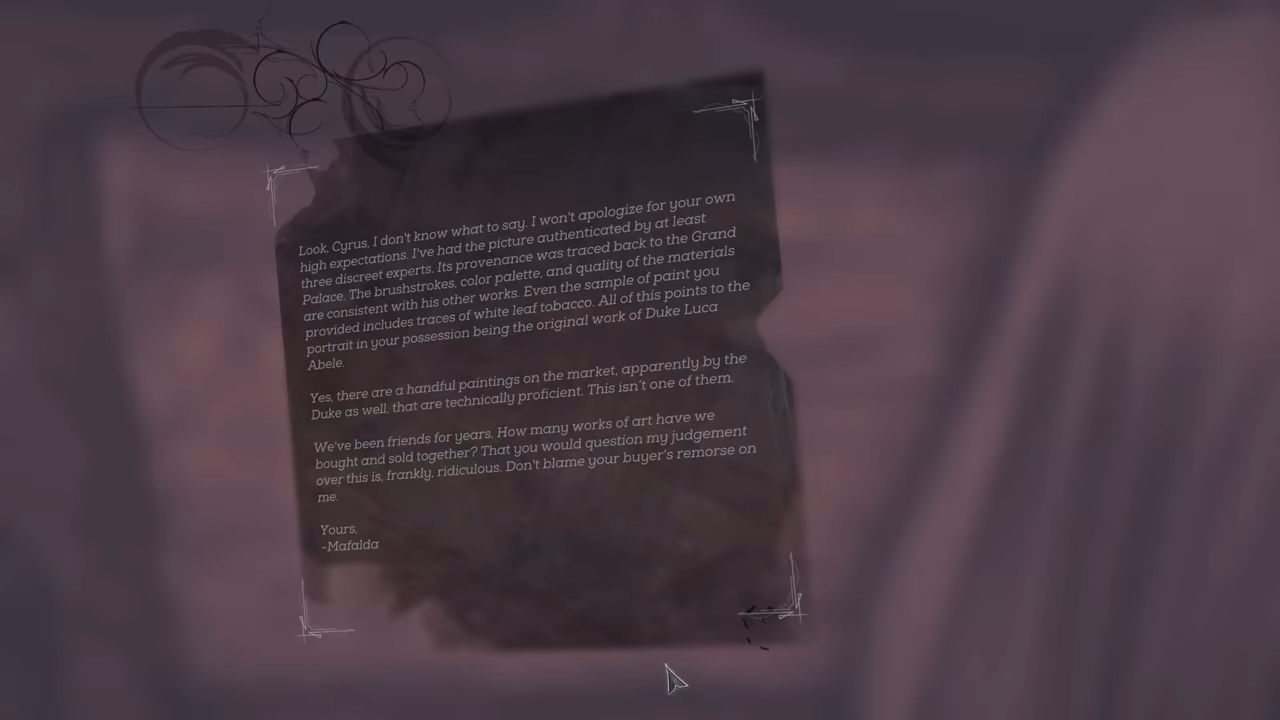 Look, Cyrus, I don't know what to say. I won't apologize for your own
high expectations. I've had the picture authenticated by at least
three discreet experts. Its provenance was traced back to the Grand
Palace. The brushstrokes, color palette, and quality of the materials
are consistent with his other works. Even the sample of paint you
provided includes traces of white leaf tobacco. All of this points to the
portrait in your possession being the original work of Duke Luca
Abele.
Yes, there are a handful paintings on the market, apparently by the
Duke as well, that are technically proficient. This isn't one of them.
We've been friends for years. How many works of art have we
bought and sold together? That you would question my judgement
over this is, frankly, ridiculous. Don't blame your buyer's remorse on
me.
Yours,
-Mafalda